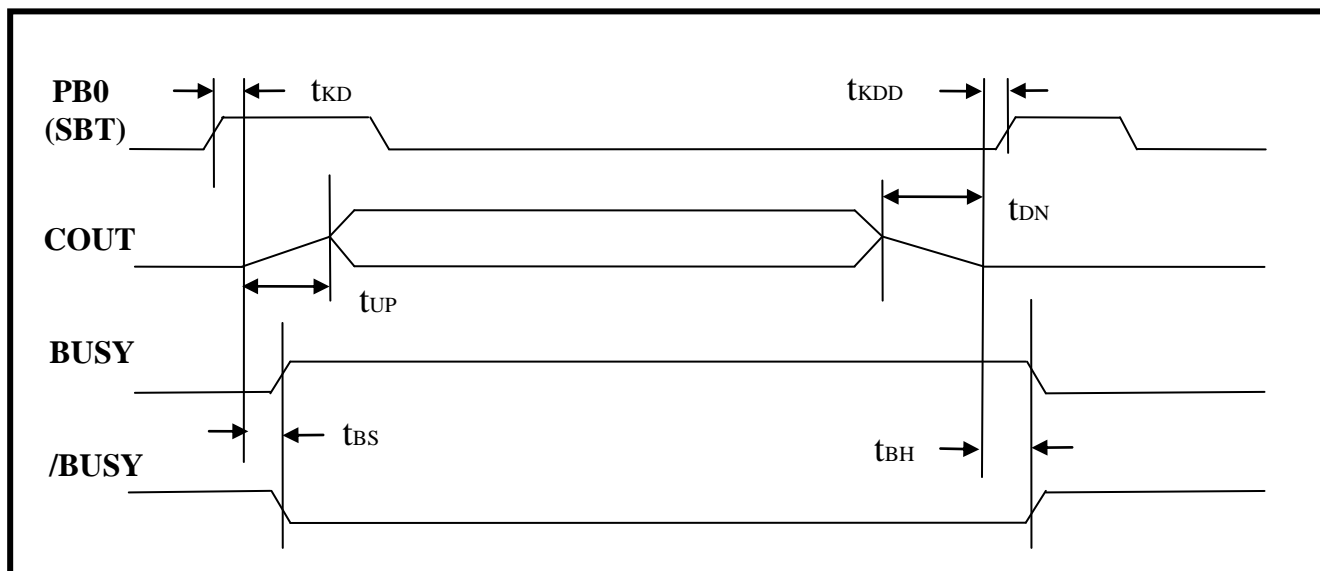 PB0
(SBT)
tKD
tKDD
COUT
tDN
tUP
BUSY
tBS
tBH
/BUSY